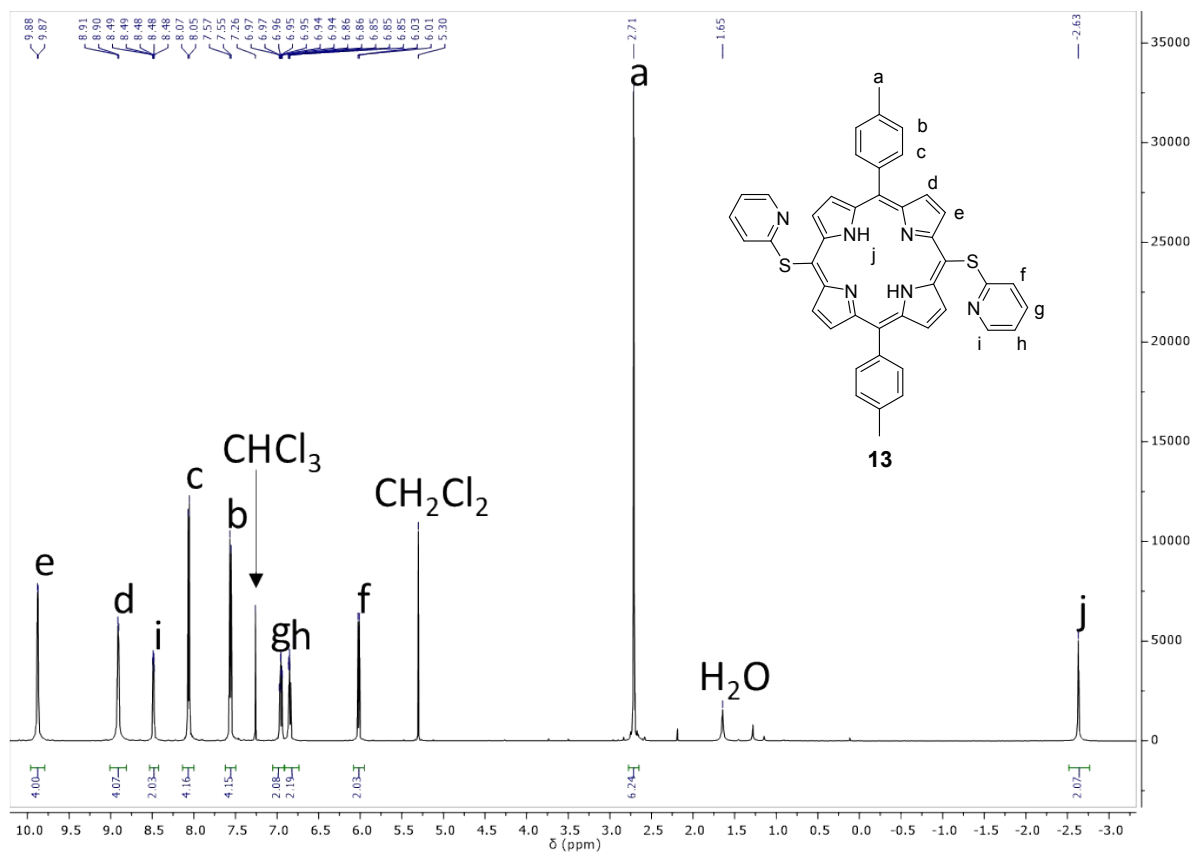 9.88
9.87
8.91
8.90
8.49
8.49
8.48
8.48
8.48
8.07
8.05
7.57
7.55
7.26
6.97
6.97
6.96
6.95
6.95
6.94
6.94
6.86
6.86
6.85
6.85
6.85
6.03
6.01
5.30
2.71
1.65
-2.63
35000
30000
25000
20000
15000
10000
5000
0
a
a
b
c
d
e
N
NH
N
j
S
S
N
HN
N
f
g
h
i
13
CHCl3
CH2Cl2
H2O
e
d
i
c
b
gh
f
j
4.00
4.07
2.03
4.16
4.15
2.08
2.19
2.03
6.24
2.07
10.0 9.5 9.0 8.5 8.0 7.5 7.0 6.5 6.0 5.5 5.0 4.5 4.0 3.5 3.0 2.5 2.0 1.5 1.0 0.5 0.0 -0.5 -1.0 -1.5 -2.0 -2.5 -3.0
δ (ppm)